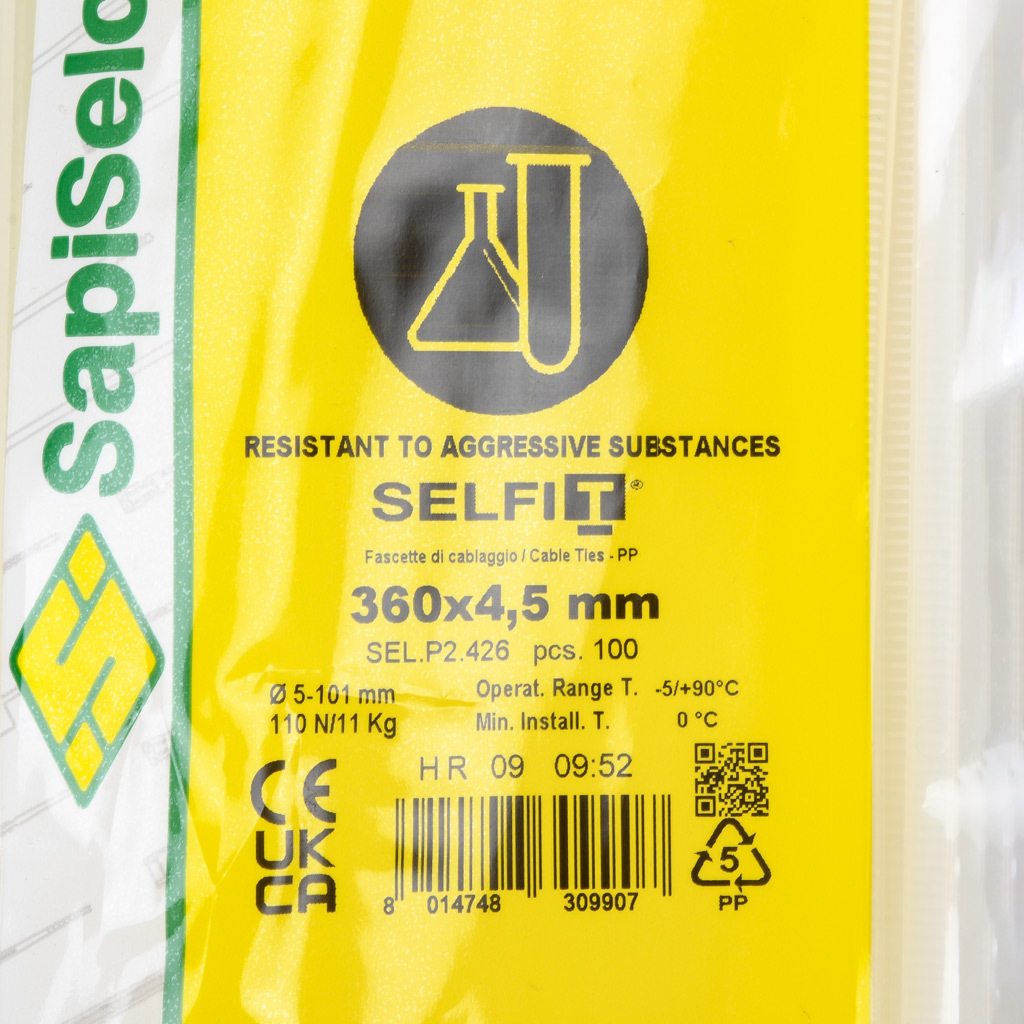 SapiSelc
RESISTANT TO AGGRESSIVE SUBSTANCES
SELFIT®
Fascette di cablaggio / Cable Ties - PP
360x4,5 mm
SEL.P2.426 pcs. 100
Ø 5-101 mm
110 N/11 Kg
Operat. Range T. -5/+90°C
Min. Install. T. 0 °C
HR 09 09:52
CE
UK
CA
8 014748 309907
5
PP